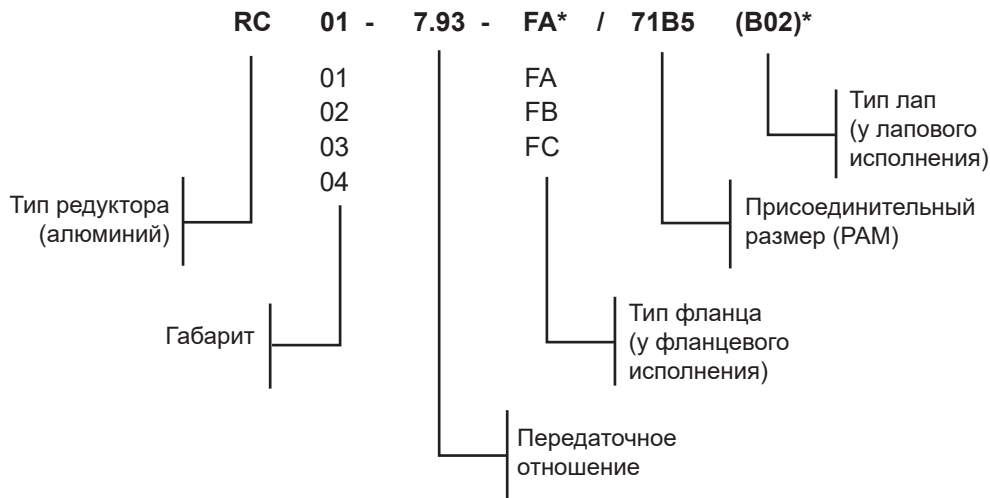 RC 01 - 7.93 - FA* / 71B5 (B02)*
01
02
03
04
FA
FB
FC
Тип лап
(у лапового
исполнения)
Тип редуктора
(алюминий)
Присоединительный
размер (PAM)
Габарит
Тип фланца
(у фланцевого
исполнения)
Передаточное
отношение